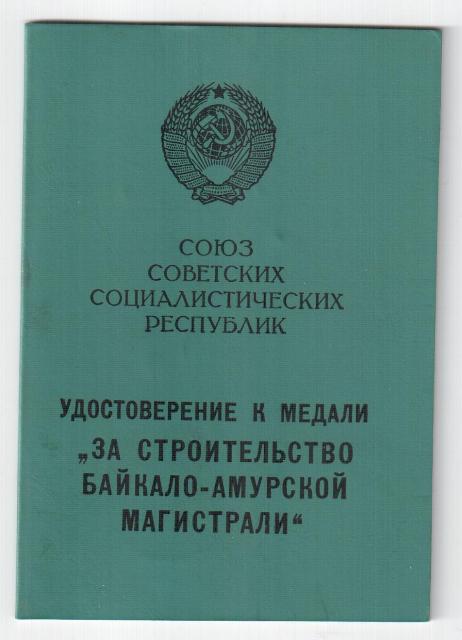 СОЮЗ
СОВЕТСКИХ
СОЦИАЛИСТИЧЕСКИХ
РЕСПУБЛИК
УДОСТОВЕРЕНИЕ К МЕДАЛИ
„ЗА СТРОИТЕЛЬСТВО
БАЙКАЛО-АМУРСКОЙ
МАГИСТРАЛИ“